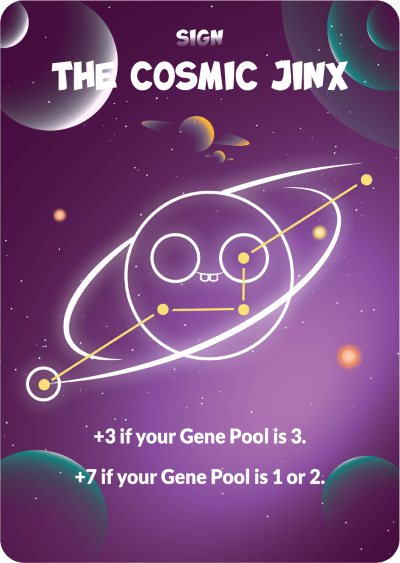 SIGN
THE COSMIC JINX
+3 if your Gene Pool is 3.
+7 if your Gene Pool is 1 or 2.